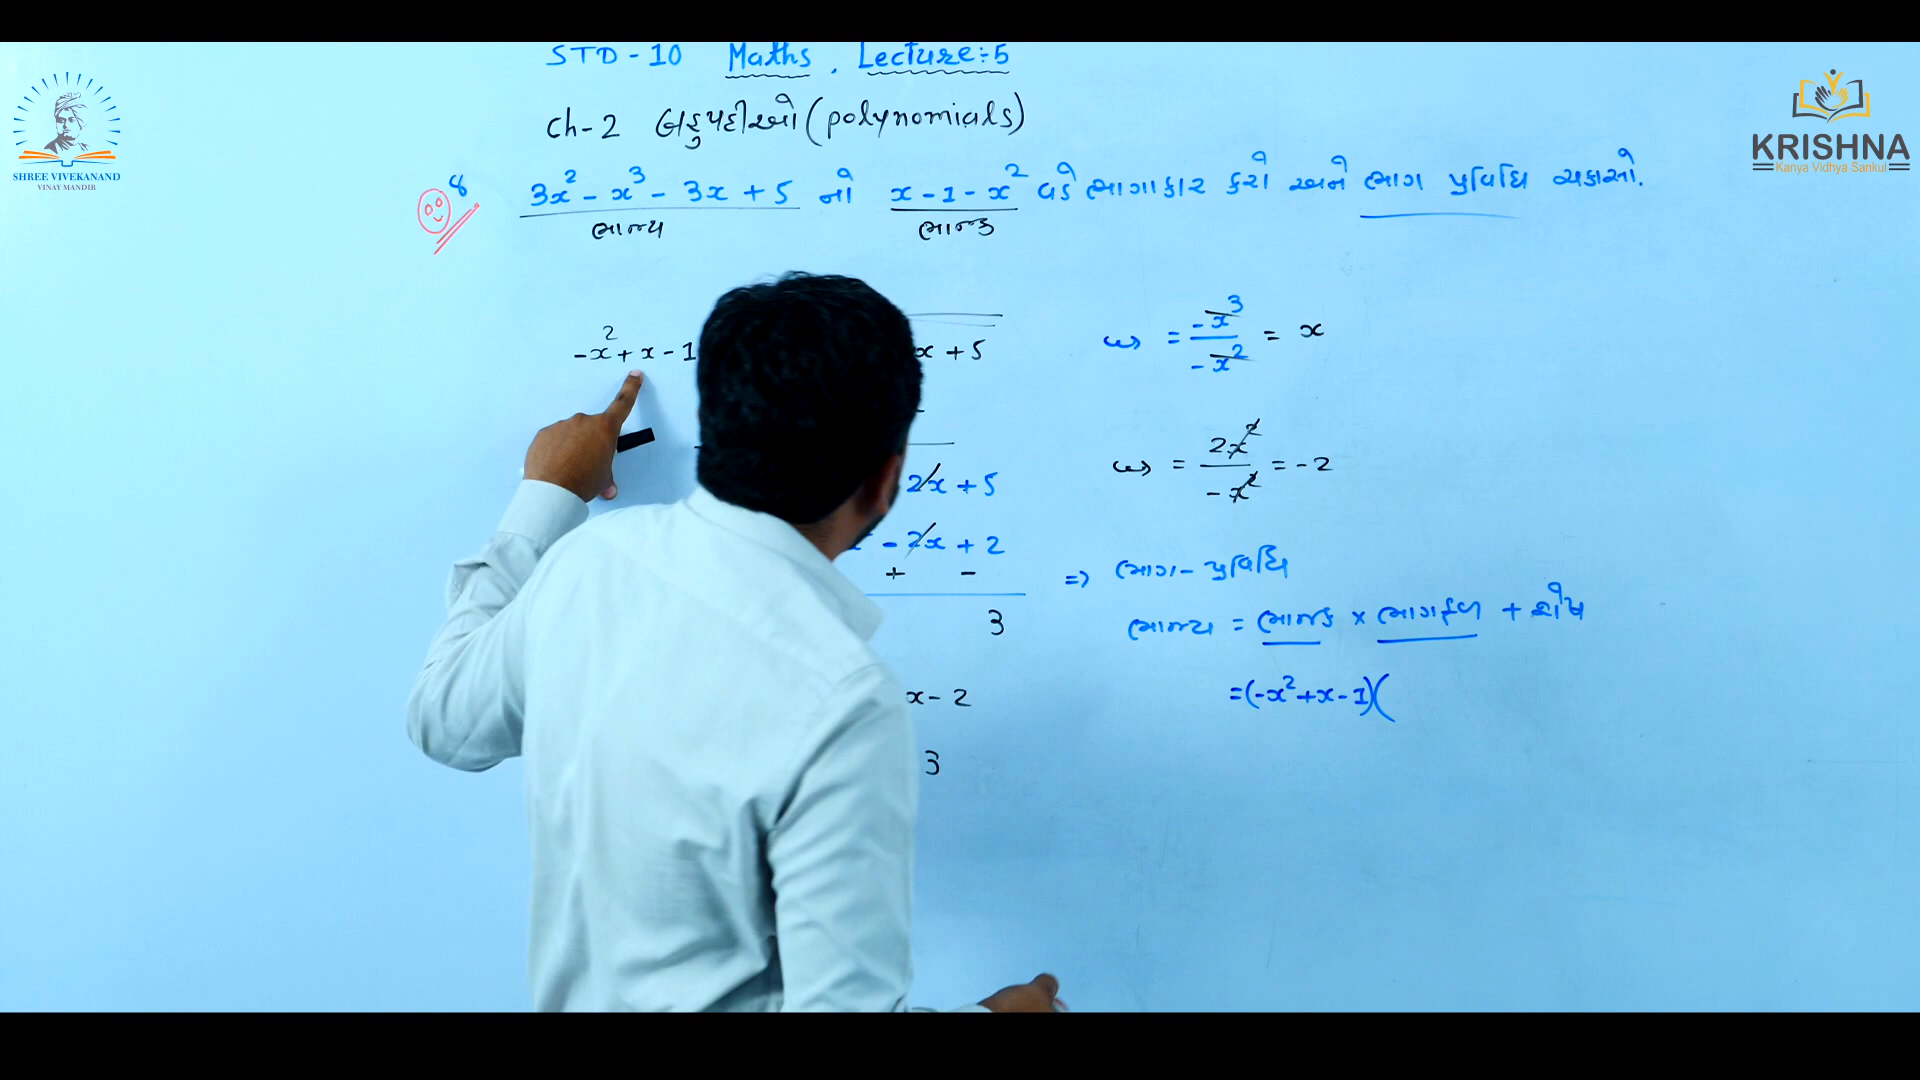 STD-10 Maths, Lecture:-5
Ch-2 બહુપદીઓ (polynomials)
8 3x² - x³ - 3x + 5 નો x - 1 - x² વડે ભાગાકાર કરો અને ભાગ પ્રવિધિ ચકાસો.
ભાજ્ય ભાજક
-x² + x - 1
x + 5
= -x³ / -x² = x
2x + 5
= 2x² / -x² = -2
- 2x + 2
+ -
3
⇒ ભાગ-પ્રવિધિ
ભાજ્ય = ભાજક × ભાગફળ + શેષ
x - 2
= (-x² + x - 1)(
3
SHREE VIVEKANAND
VINAY MANDIR
KRISHNA
Kanya Vidhya Sankul